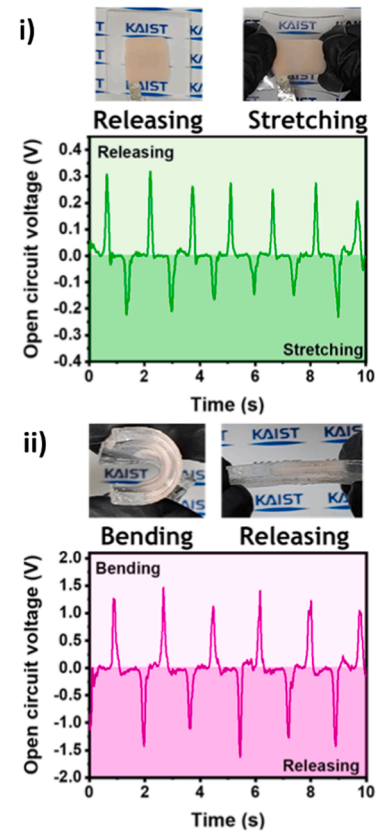 i)
KAIST
KAIST
Releasing Stretching
Open circuit voltage (V)
0.4
0.3
0.2
0.1
0.0
-0.1
-0.2
-0.3
-0.4
Releasing
Stretching
0 2 4 6 8 10
Time (s)
ii)
KAIST
KAIST KAIST
Bending Releasing
Open circuit voltage (V)
2.0
1.5
1.0
0.5
0.0
-0.5
-1.0
-1.5
-2.0
Bending
Releasing
0 2 4 6 8 10
Time (s)